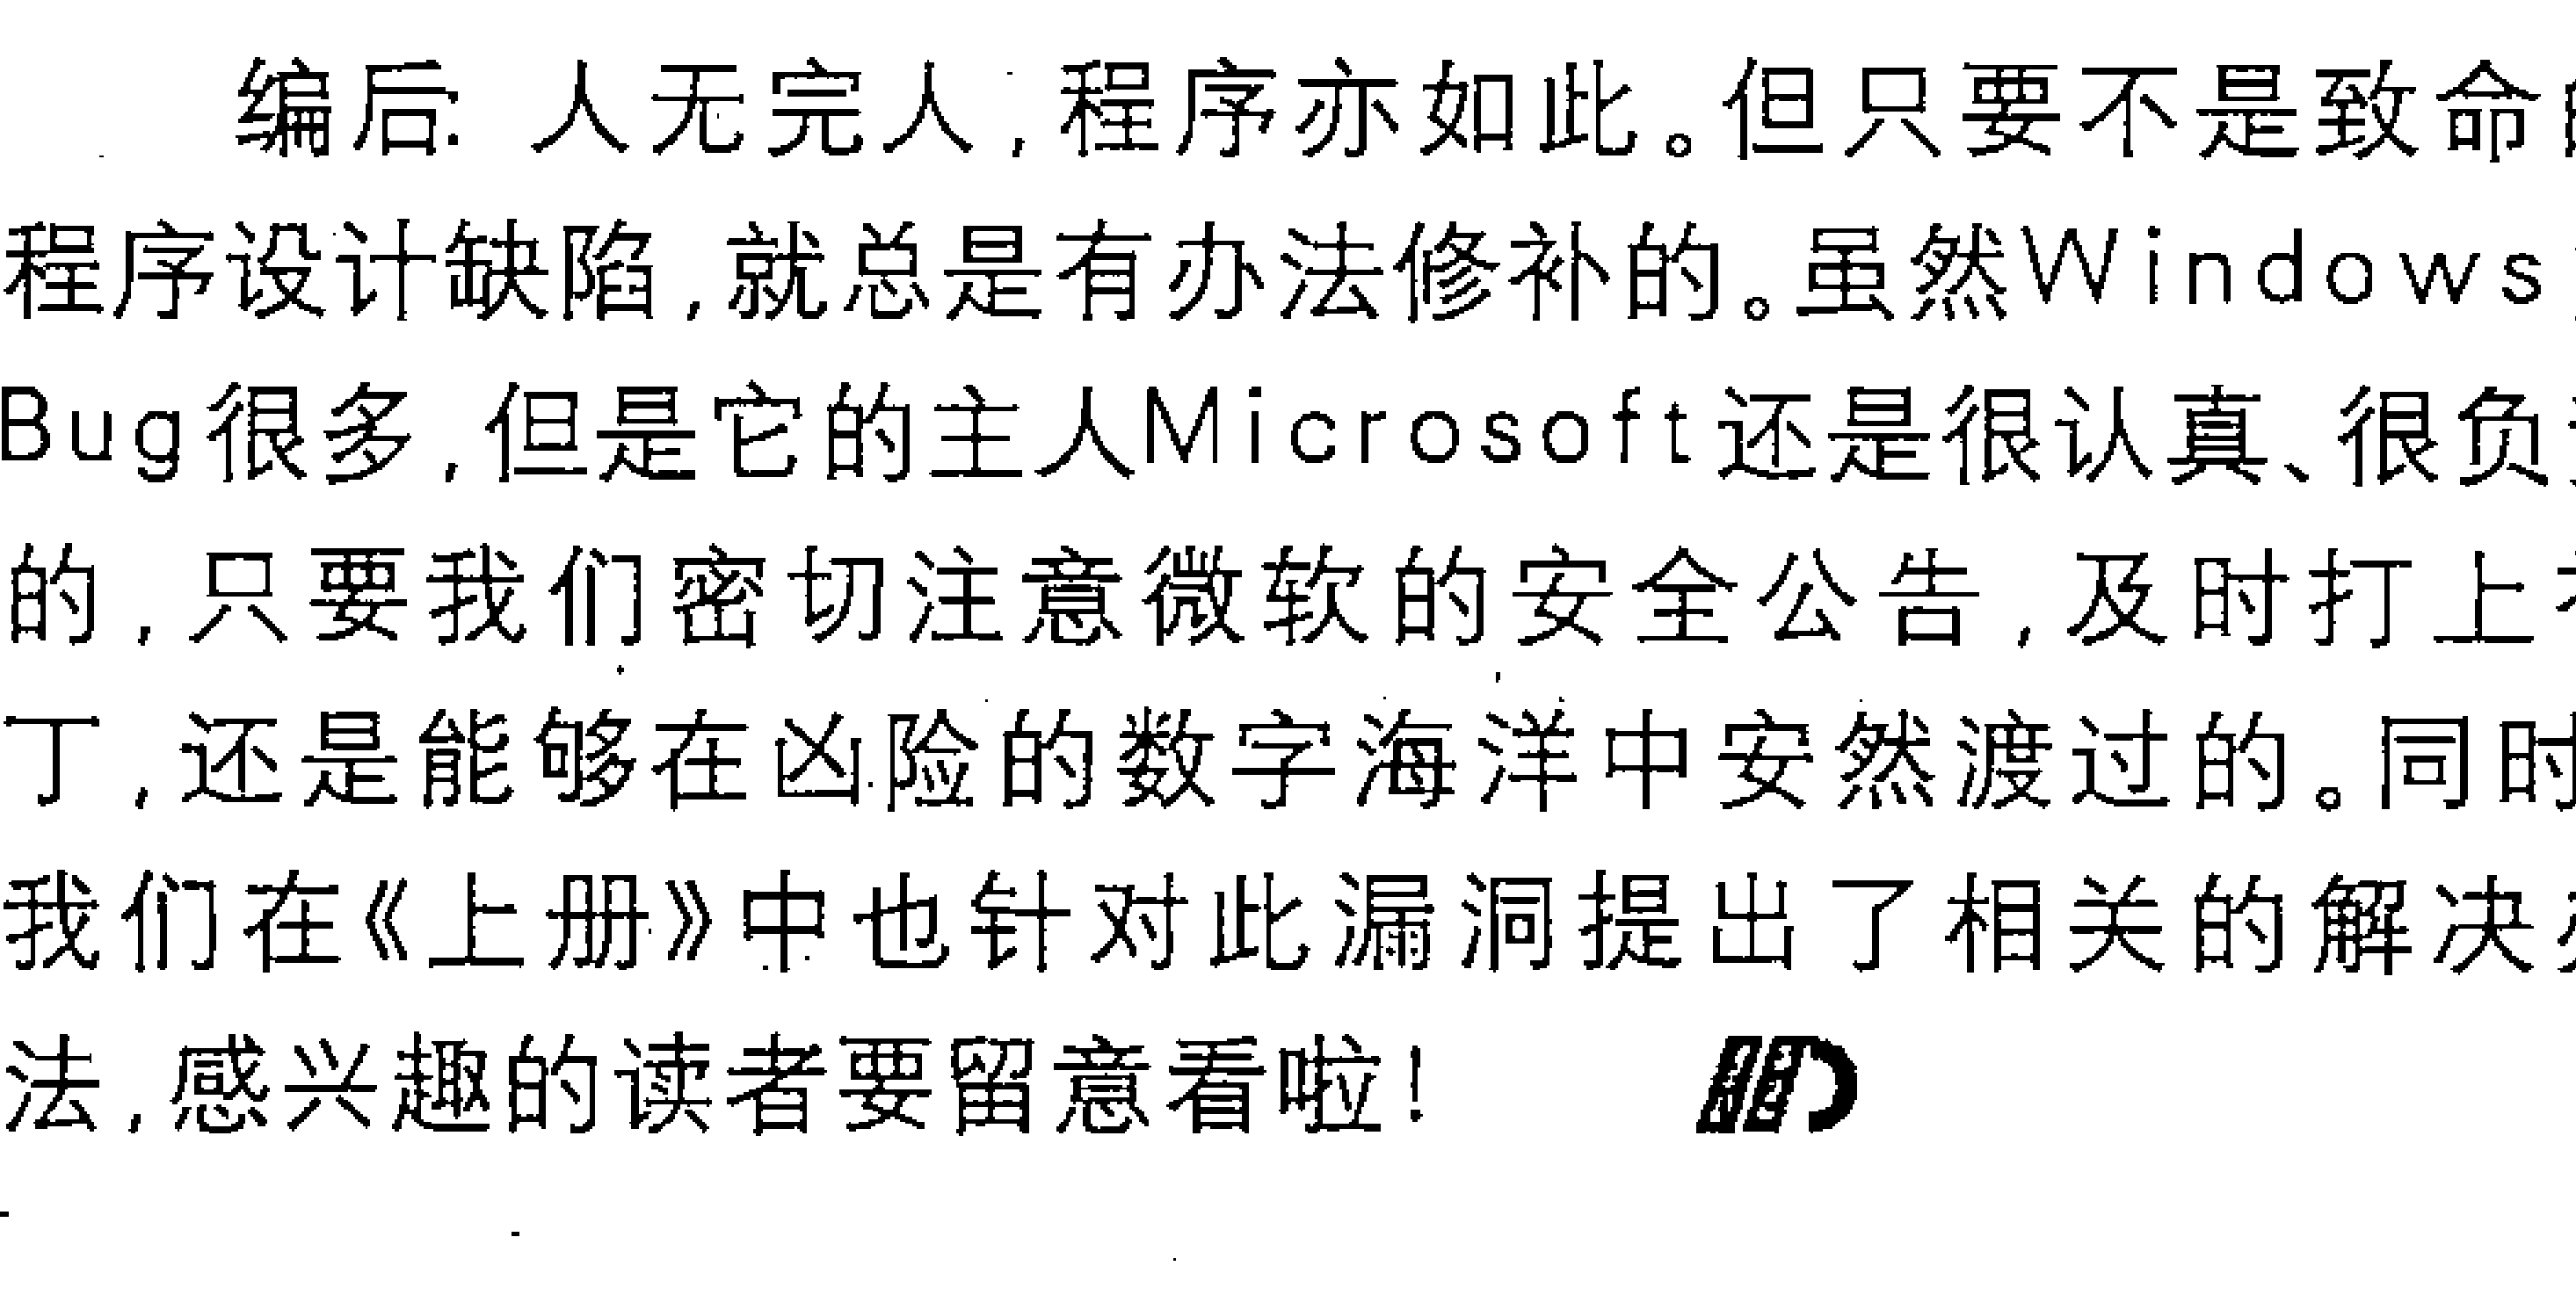 编后: 人无完人,程序亦如此。但只要不是致命的
程序设计缺陷,就总是有办法修补的。虽然Windows
Bug很多,但是它的主人Microsoft还是很认真、很负
的,只要我们密切注意微软的安全公告,及时打上
丁,还是能够在凶险的数字海洋中安然渡过的。同时
我们在《上册》中也针对此漏洞提出了相关的解决
法,感兴趣的读者要留意看啦!